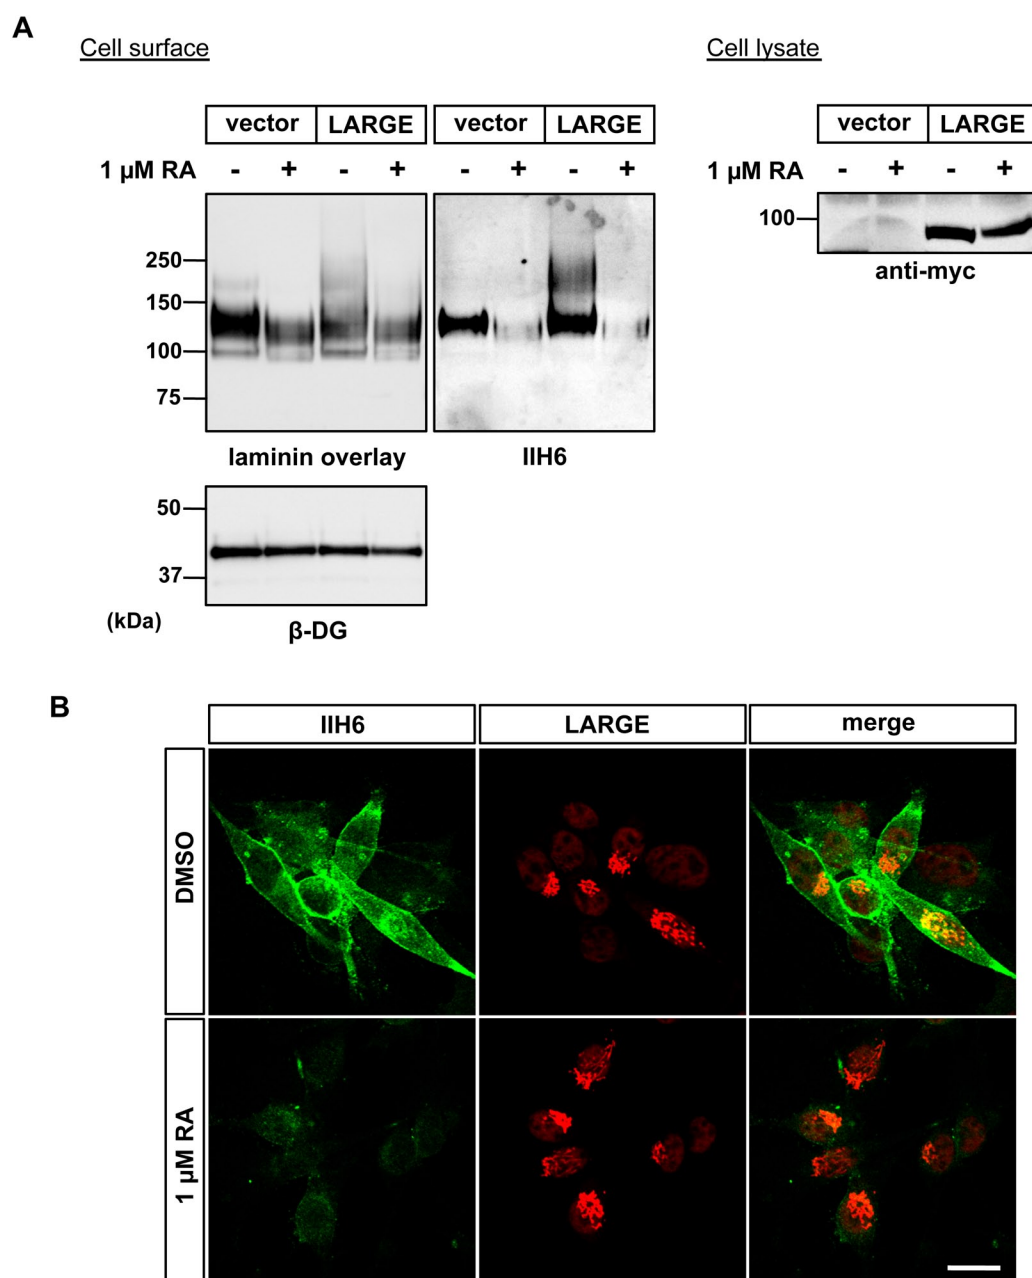 A
Cell surface
Cell lysate
vector LARGE vector LARGE
vector LARGE
1 µM RA - + - + - + - +
1 µM RA - + - +
250
150
100
75
100
anti-myc
laminin overlay
IIH6
50
37
(kDa)
β-DG
B
IIH6 LARGE merge
DMSO
1 µM RA